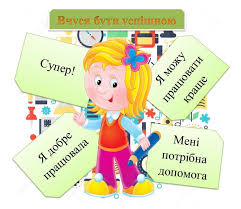 Вчуся бути успішною
Супер!
Я можу
працювати
краще
Я добре
працювала
Мені
потрібна
допомога